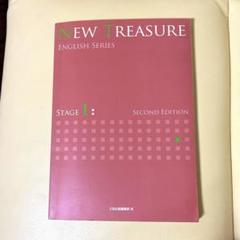 NEW TREASURE
ENGLISH SERIES
STAGE 1:
SECOND EDITION